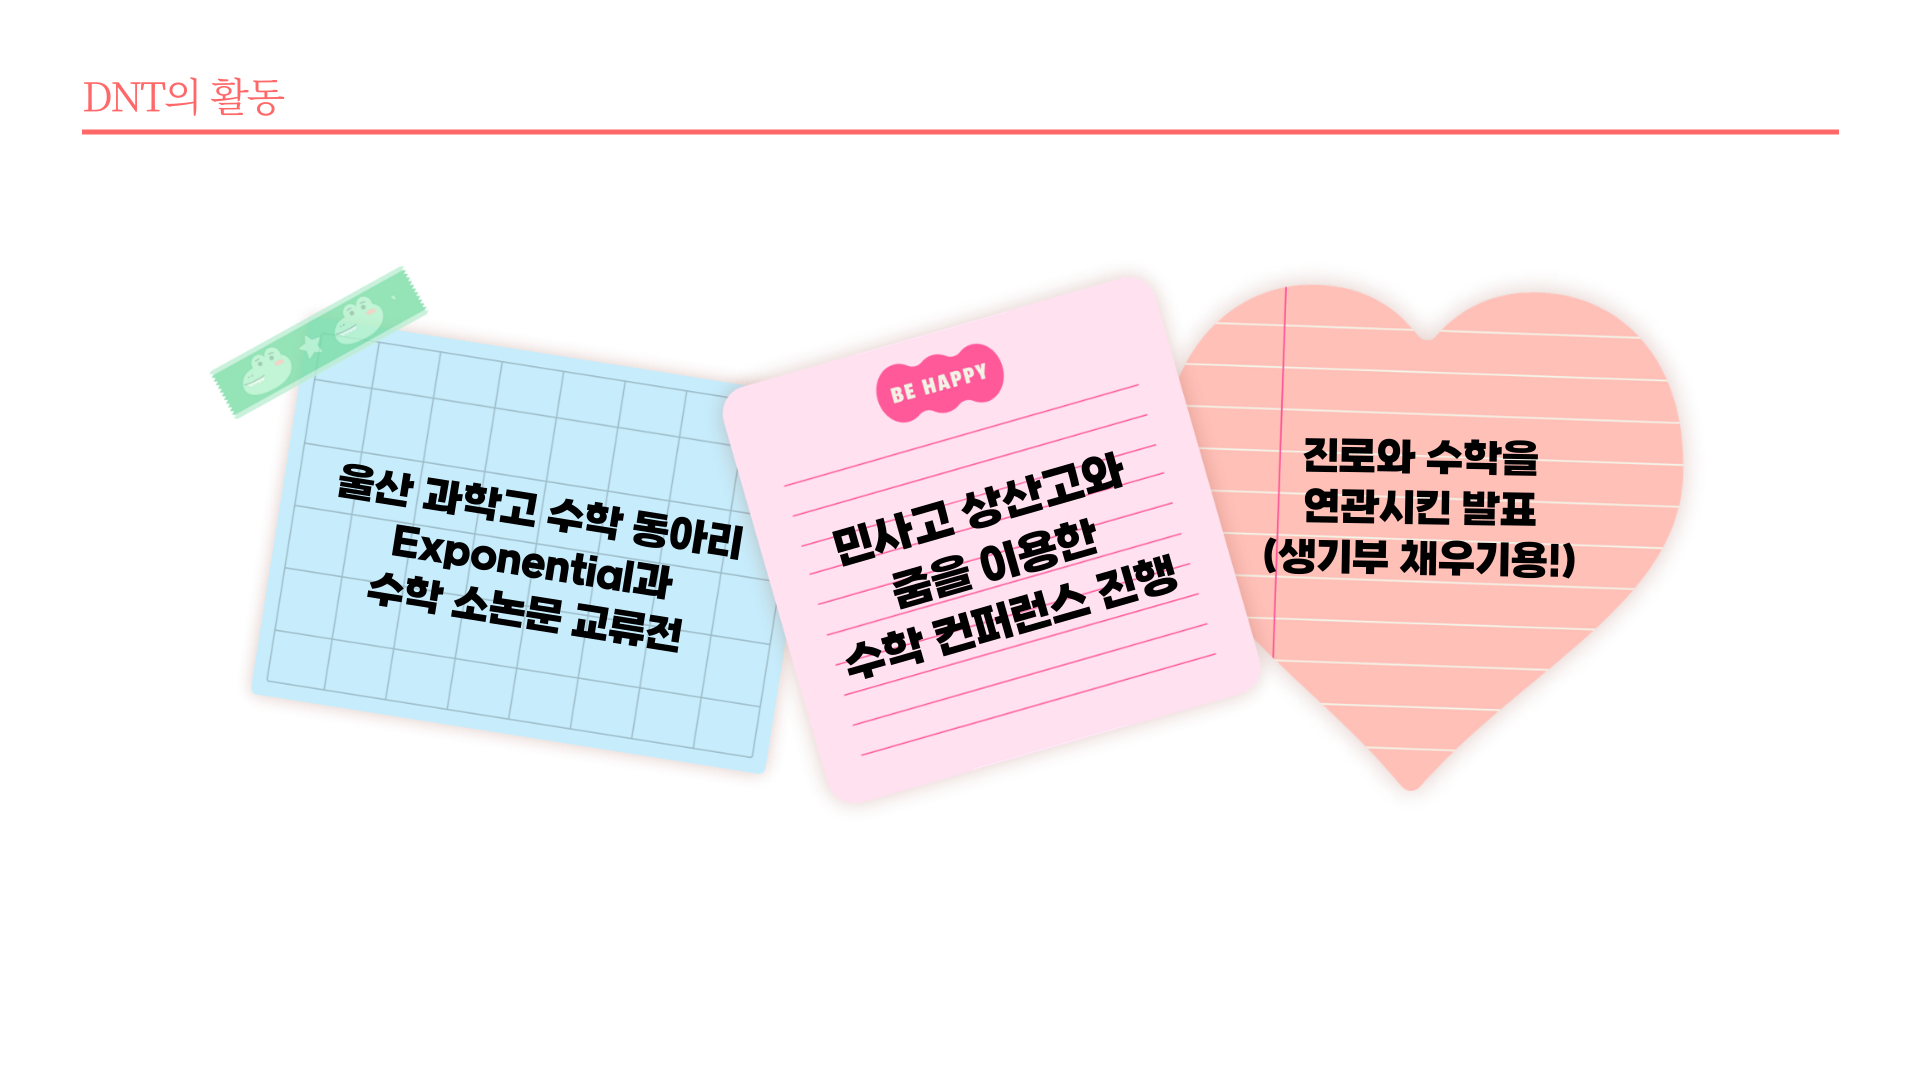 DNT의 활동
울산 과학고 수학 동아리
Exponential과
수학 소논문 교류전
BE HAPPY
민사고 상산고와
줌을 이용한
수학 컨퍼런스 진행
진로와 수학을
연관시킨 발표
(생기부 채우기용!)